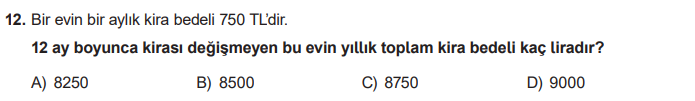 12. Bir evin bir aylık kira bedeli 750 TL'dir.
12 ay boyunca kirası değişmeyen bu evin yıllık toplam kira bedeli kaç liradır?
A) 8250 B) 8500 C) 8750 D) 9000